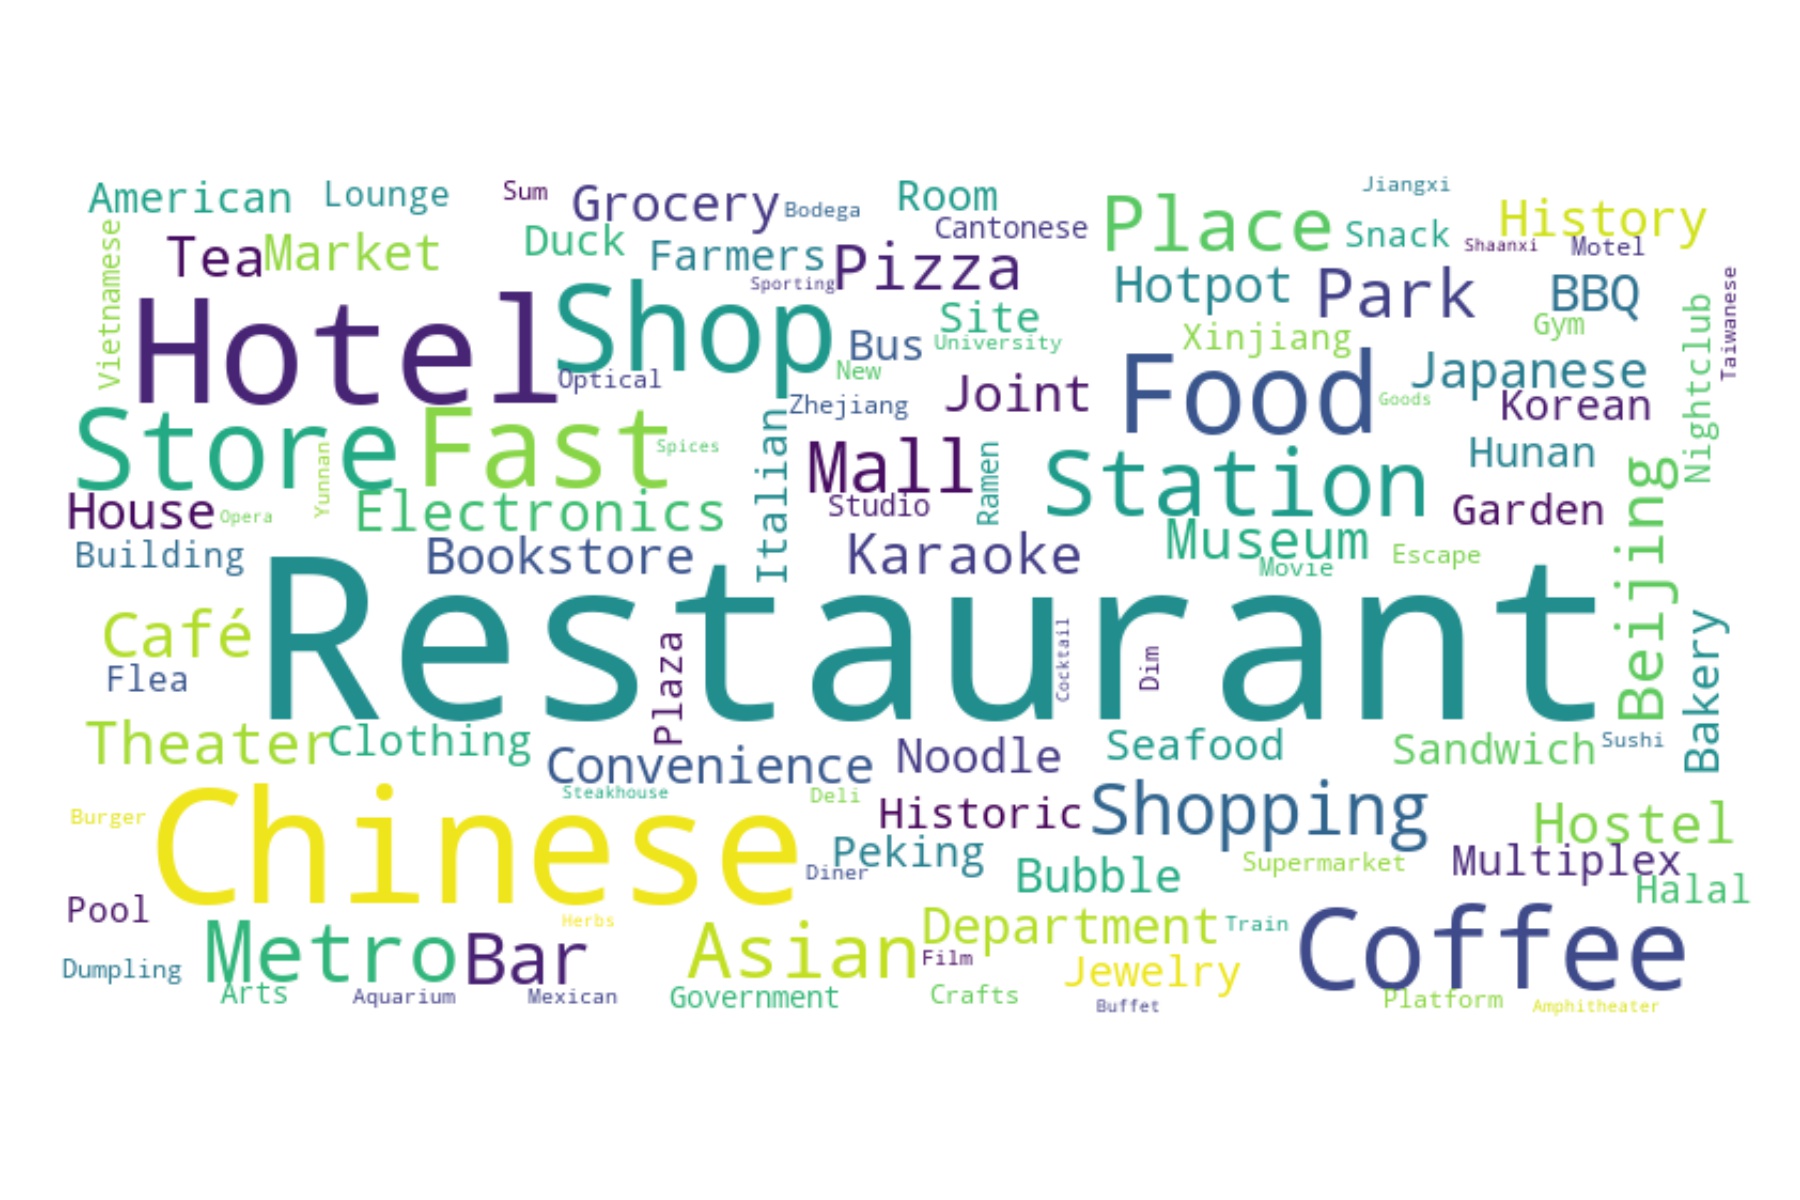 American
Lounge
Sum
Grocery
Bodega
Room
Cantonese
Place
Jiangxi
Snack
History
Shaanxi
Motel
Vietnamese
Tea
Market
Duck
Farmers
Sporting
Pizza
Hotpot
Park
BBQ
Gym
Taiwanese
Hotel
Shop
Optical
Bus
Site
University
New
Xinjiang
Food
Japanese
Goods
Korean
Nightclub
Joint
Zhejiang
Store
Fast
Spices
Yunnan
Italian
Mall
Studio
Ramen
Station
Hunan
Garden
House
Opera
Electronics
Building
Bookstore
Karaoke
Museum
Movie
Escape
Beijing
Café
Flea
Restaurant
Plaza
Cocktail
Dim
Bakery
Theater
Clothing
Convenience
Noodle
Seafood
Sandwich
Sushi
Burger
Chinese
Steakhouse
Deli
Historic
Shopping
Hostel
Diner
Peking
Bubble
Supermarket
Multiplex
Halal
Pool
Metro
Bar
Herbs
Asian
Department
Train
Coffee
Dumpling
Arts
Aquarium
Mexican
Government
Film
Crafts
Jewelry
Buffet
Platform
Amphitheater